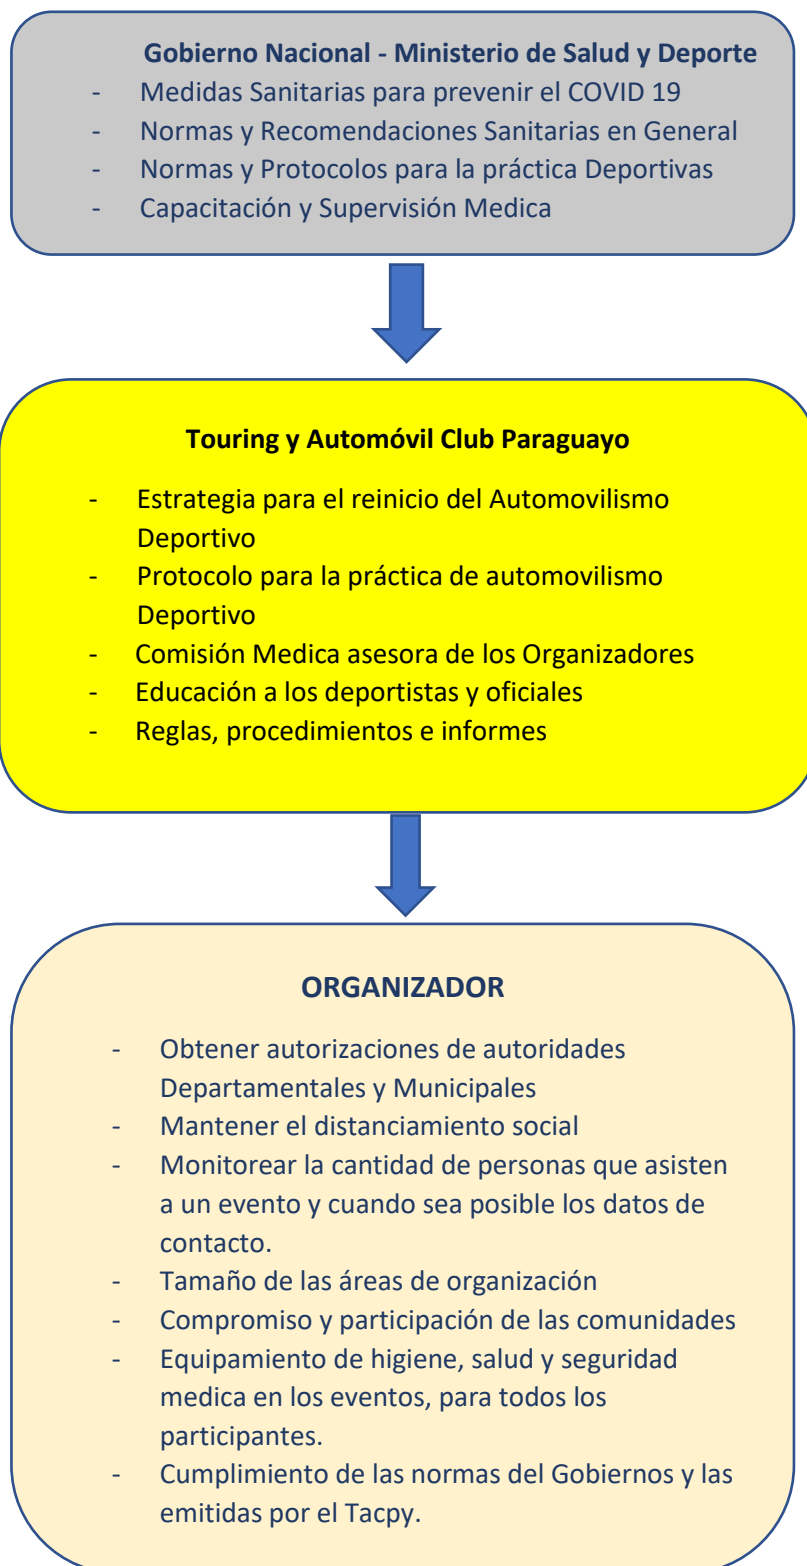 Gobierno Nacional - Ministerio de Salud y Deporte
- Medidas Sanitarias para prevenir el COVID 19
- Normas y Recomendaciones Sanitarias en General
- Normas y Protocolos para la práctica Deportivas
- Capacitación y Supervisión Medica
Touring y Automóvil Club Paraguayo
- Estrategia para el reinicio del Automovilismo
Deportivo
- Protocolo para la práctica de automovilismo
Deportivo
- Comisión Medica asesora de los Organizadores
- Educación a los deportistas y oficiales
- Reglas, procedimientos e informes
ORGANIZADOR
- Obtener autorizaciones de autoridades
Departamentales y Municipales
- Mantener el distanciamiento social
- Monitorear la cantidad de personas que asisten
a un evento y cuando sea posible los datos de
contacto.
- Tamaño de las áreas de organización
- Compromiso y participación de las comunidades
- Equipamiento de higiene, salud y seguridad
medica en los eventos, para todos los
participantes.
- Cumplimiento de las normas del Gobiernos y las
emitidas por el Tacpy.